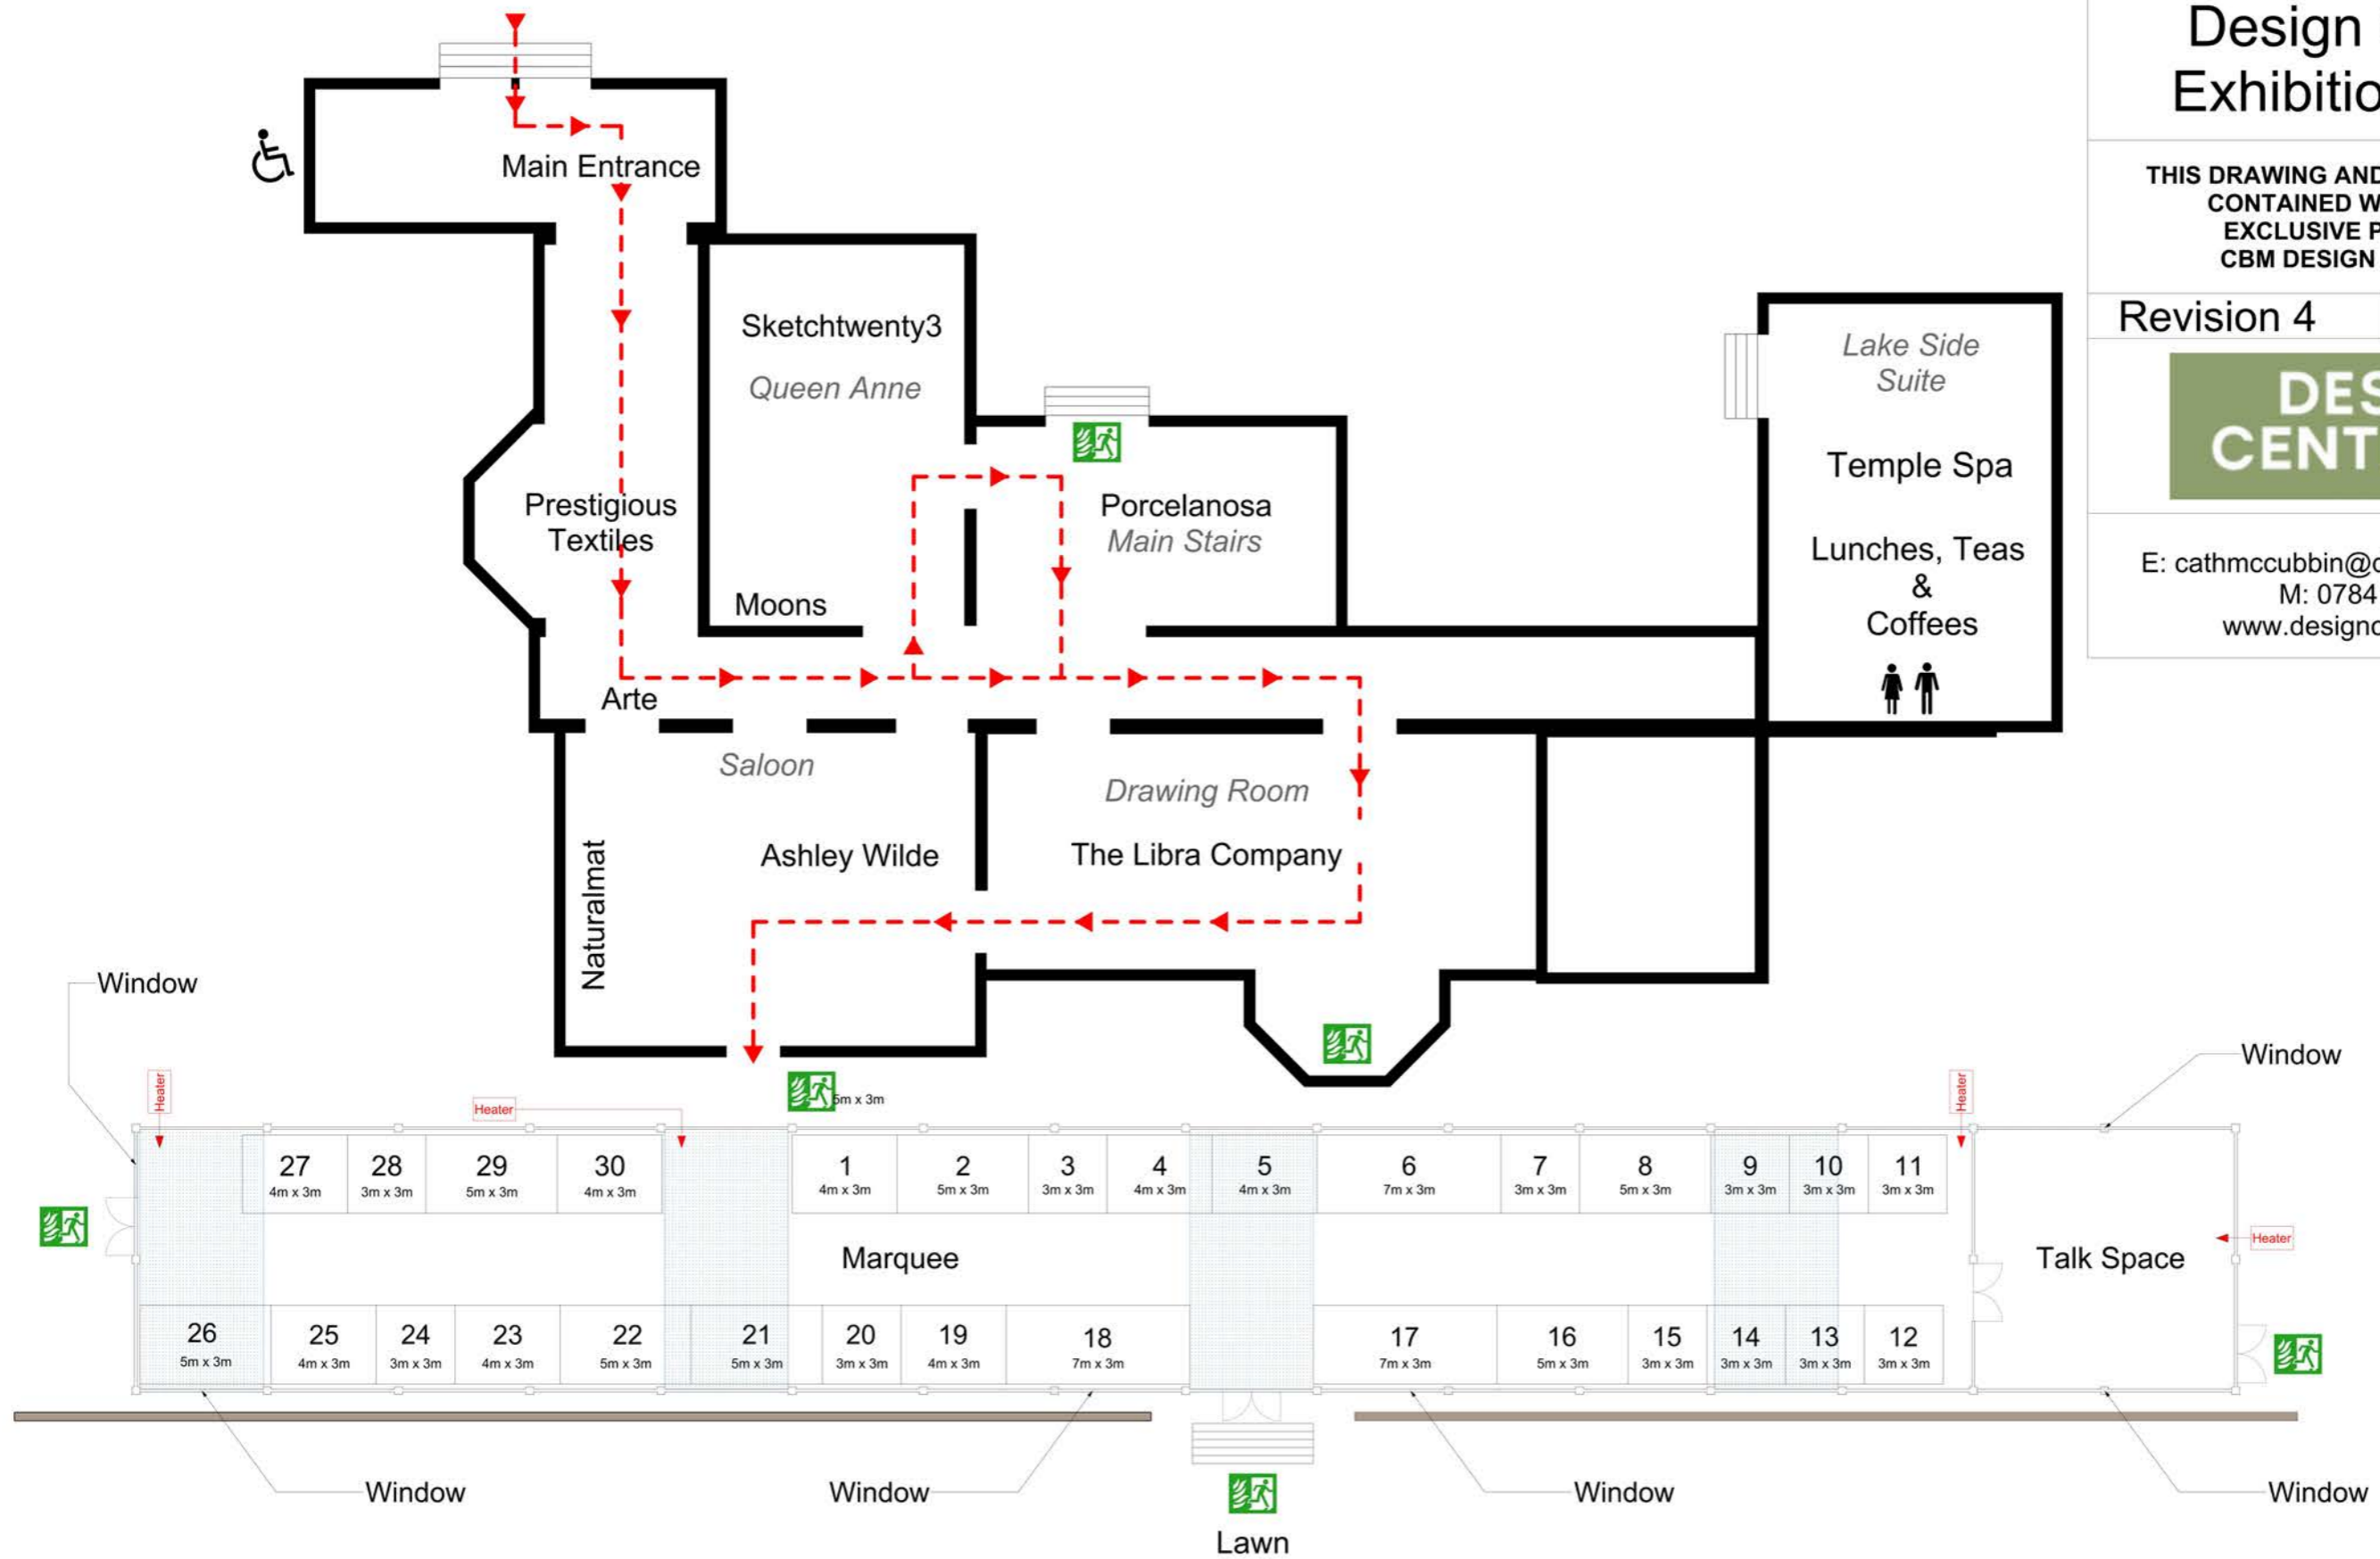 Design
Exhibitio
THIS DRAWING AND
CONTAINED W
EXCLUSIVE P
CBM DESIGN
Revision 4
DES
CENT
E: cathmccubbin@
M: 0784
www.design
Main Entrance
Sketchtwenty3
Queen Anne
Prestigious
Textiles
Moons
Porcelanosa
Main Stairs
Lake Side
Suite
Temple Spa
Lunches, Teas
&
Coffees
Arte
Saloon
Drawing Room
Naturalmat
Ashley Wilde
The Libra Company
Window
Window
Heater
Heater
5m x 3m
Heater
27
4m x 3m
28
3m x 3m
29
5m x 3m
30
4m x 3m
1
4m x 3m
2
5m x 3m
3
3m x 3m
4
4m x 3m
5
4m x 3m
6
7m x 3m
7
3m x 3m
8
5m x 3m
9
3m x 3m
10
3m x 3m
11
3m x 3m
Marquee
Talk Space
Heater
26
5m x 3m
25
4m x 3m
24
3m x 3m
23
4m x 3m
22
5m x 3m
21
5m x 3m
20
3m x 3m
19
4m x 3m
18
7m x 3m
17
7m x 3m
16
5m x 3m
15
3m x 3m
14
3m x 3m
13
3m x 3m
12
3m x 3m
Window
Window
Window
Window
Lawn